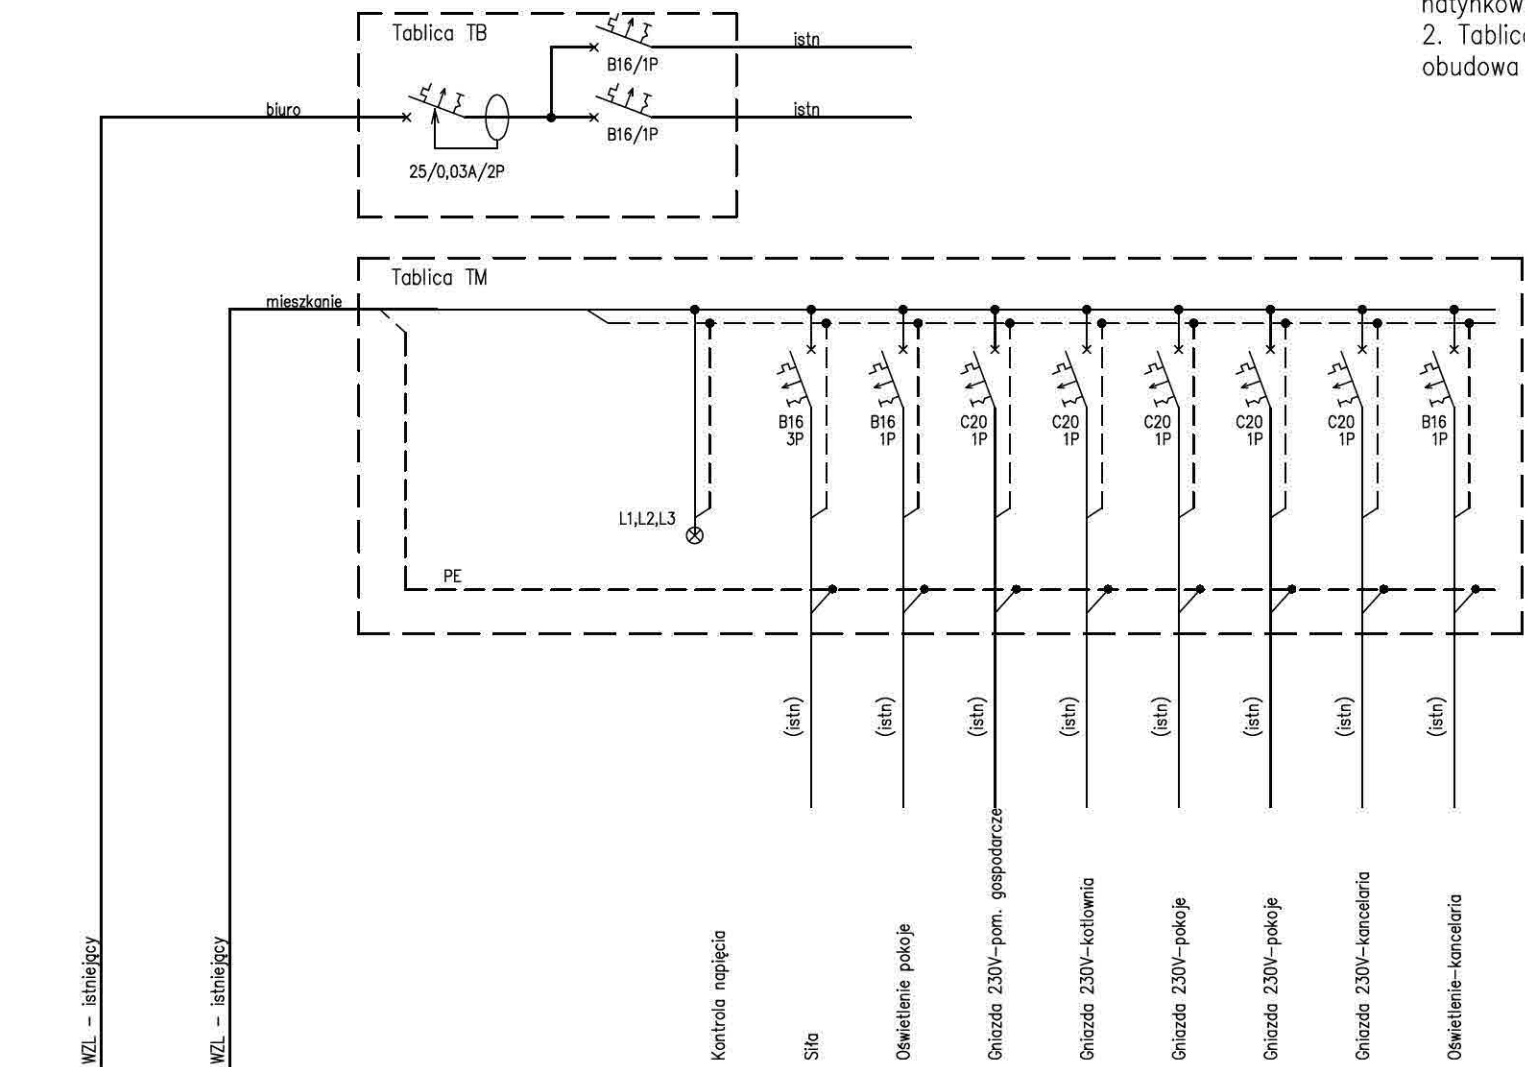 natynkow
2. Tablic
obudowa
Tablica TB
istn
B16/1P
biuro
istn
B16/1P
25/0,03A/2P
Tablica TM
mieszkanie
B16
3P
B16
1P
C20
1P
C20
1P
C20
1P
C20
1P
C20
1P
B16
1P
L1,L2,L3
PE
(istn)
(istn)
(istn)
(istn)
(istn)
(istn)
(istn)
(istn)
WZL – istniejący
WZL – istniejący
Kontrola napięcia
Siła
Oświetlenie pokoje
Gniazda 230V–pom. gospodarcze
Gniazda 230V–kotłownia
Gniazda 230V–pokoje
Gniazda 230V–pokoje
Gniazda 230V–kancelaria
Oświetlenie–kancelaria